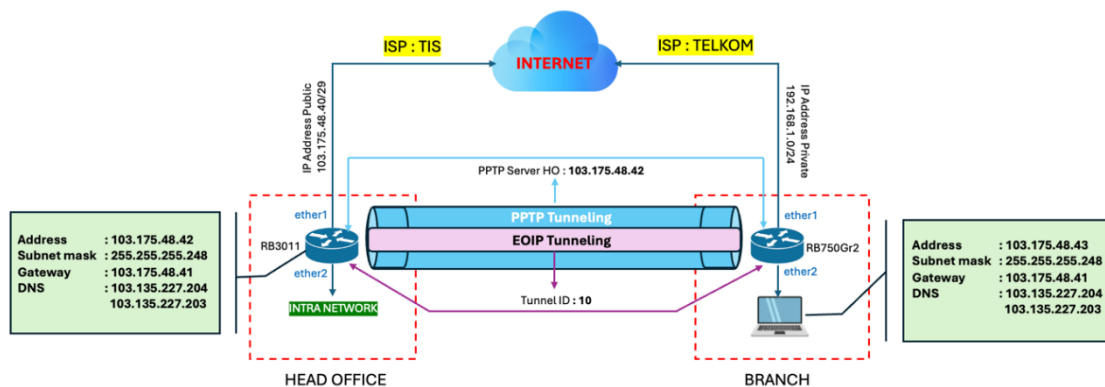 ISP : TIS
ISP : TELKOM
INTERNET
IP Address Public
103.175.48.40/29
IP Address Private
192.168.1.0/24
PPTP Server HO : 103.175.48.42
ether1
PPTP Tunneling
ether1
RB3011
EOIP Tunneling
RB750Gr2
ether2
ether2
Address : 103.175.48.42
Subnet mask : 255.255.255.248
Gateway : 103.175.48.41
DNS : 103.135.227.204
103.135.227.203
INTRA NETWORK
Tunnel ID : 10
Address : 103.175.48.43
Subnet mask : 255.255.255.248
Gateway : 103.175.48.41
DNS : 103.135.227.204
103.135.227.203
HEAD OFFICE
BRANCH